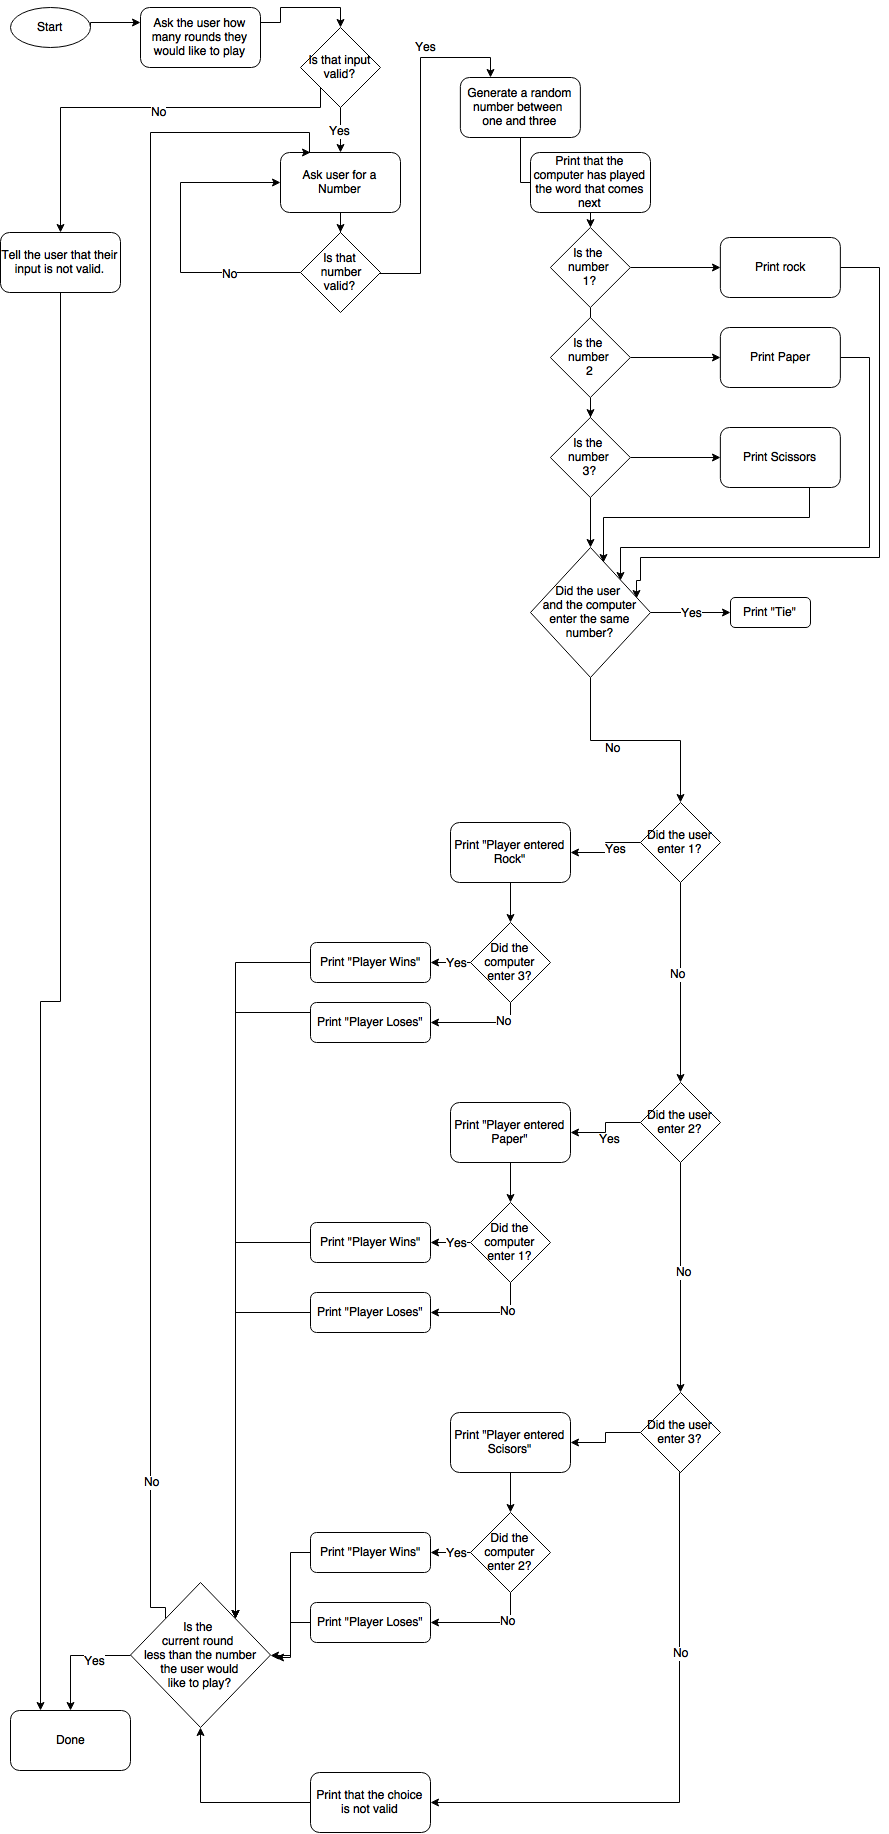 Start
Ask the user how
many rounds they
would like to play
Is that input
valid?
No
Yes
Ask user for a
Number
Is that
number
valid?
No
Yes
Tell the user that their
input is not valid.
Generate a random
number between
one and three
Print that the
computer has played
the word that comes
next
Is the
number
1?
Print rock
Is the
number
2
Print Paper
Is the
number
3?
Print Scissors
Did the user
and the computer
enter the same
number?
Yes
Print "Tie"
No
Did the user
enter 1?
Yes
Print "Player entered
Rock"
Did the
computer
enter 3?
Yes
Print "Player Wins"
No
Print "Player Loses"
No
Did the user
enter 2?
Yes
Print "Player entered
Paper"
Did the
computer
enter 1?
Yes
Print "Player Wins"
No
Print "Player Loses"
No
Did the user
enter 3?
Print "Player entered
Scisors"
Did the
computer
enter 2?
Yes
Print "Player Wins"
No
Print "Player Loses"
No
No
Is the
current round
less than the number
the user would
like to play?
Yes
Done
Print that the choice
is not valid